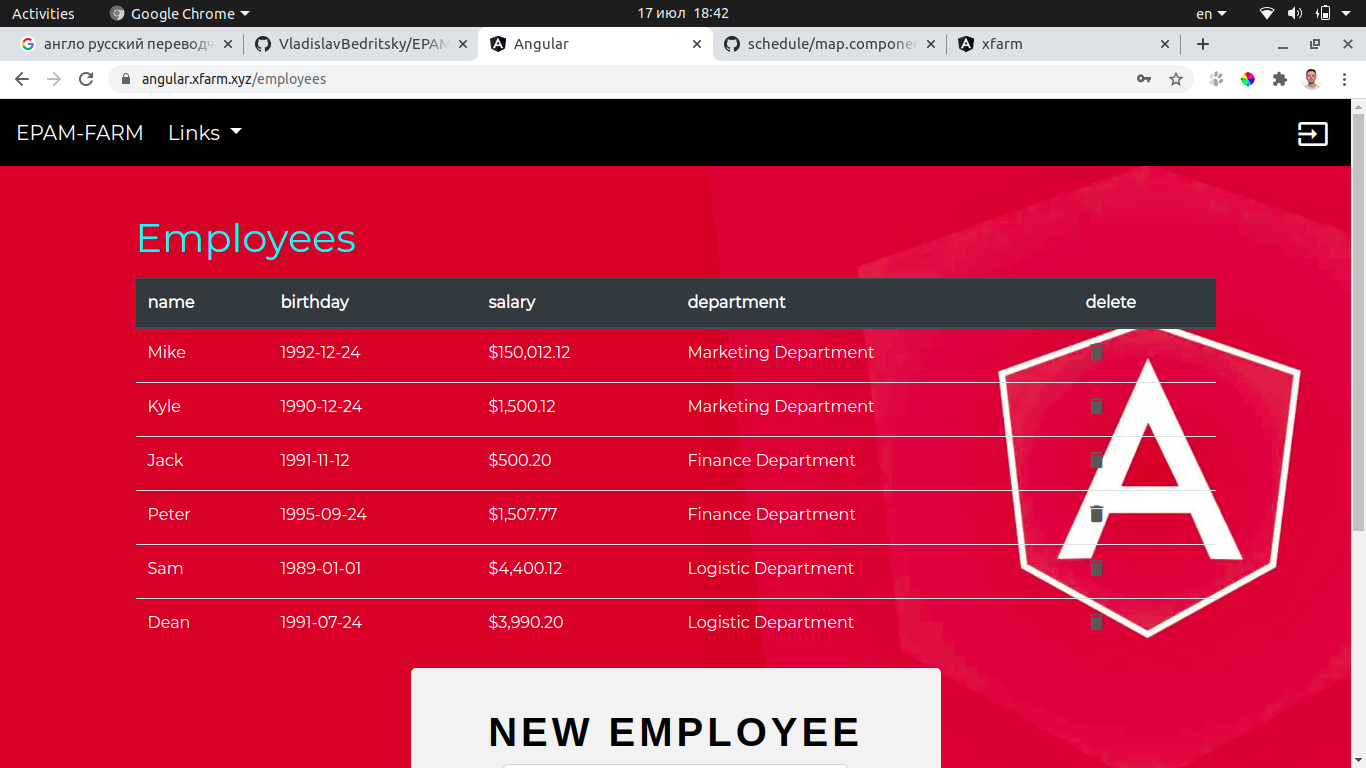 Activities Google Chrome 17 июл 18:42 en
англо русский переводч VladislavBedritsky/EPAM Angular schedule/map.componen xfarm
angular.xfarm.xyz/employees
EPAM-FARM Links
Employees
name birthday salary department delete
Mike 1992-12-24 $150,012.12 Marketing Department
Kyle 1990-12-24 $1,500.12 Marketing Department
Jack 1991-11-12 $500.20 Finance Department
Peter 1995-09-24 $1,507.77 Finance Department
Sam 1989-01-01 $4,400.12 Logistic Department
Dean 1991-07-24 $3,990.20 Logistic Department
NEW EMPLOYEE